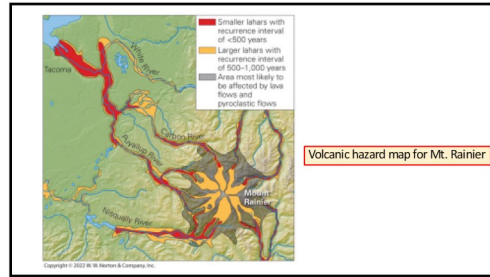 Smaller lahars with
recurrence interval
of <500 years
Larger lahars with
recurrence interval
of 500–1,000 years
Area most likely to
be affected by lava
flows and
pyroclastic flows
Tacoma
White River
Carbon River
Puyallup River
Mount
Rainier
Nisqually River
Volcanic hazard map for Mt. Rainier
Copyright © 2022 W. W. Norton & Company, Inc.